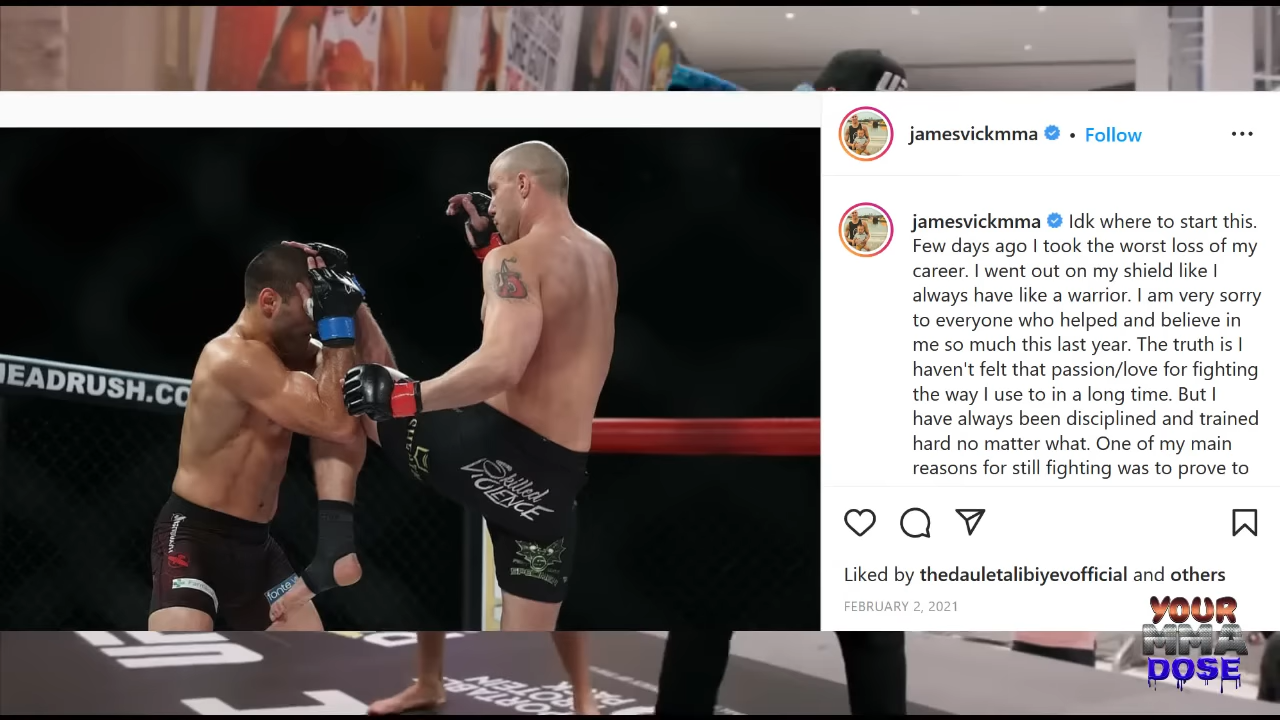 jamesvickmma • Follow
jamesvickmma Idk where to start this.
Few days ago I took the worst loss of my
career. I went out on my shield like I
always have like a warrior. I am very sorry
to everyone who helped and believe in
me so much this last year. The truth is I
haven't felt that passion/love for fighting
the way I use to in a long time. But I
have always been disciplined and trained
hard no matter what. One of my main
reasons for still fighting was to prove to
Liked by thedauletalibiyevofficial and others
FEBRUARY 2, 2021
HEADRUSH.CO
Skilled
VIOLENCE
YOUR
MMA
DOSE